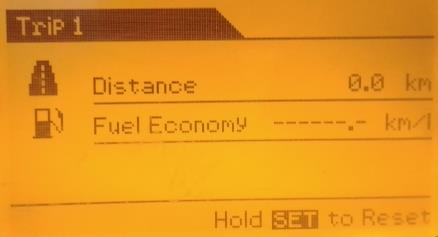 Trip 1
Distance 0.0 km
Fuel Economy ------.- km/l
Hold SET to Reset